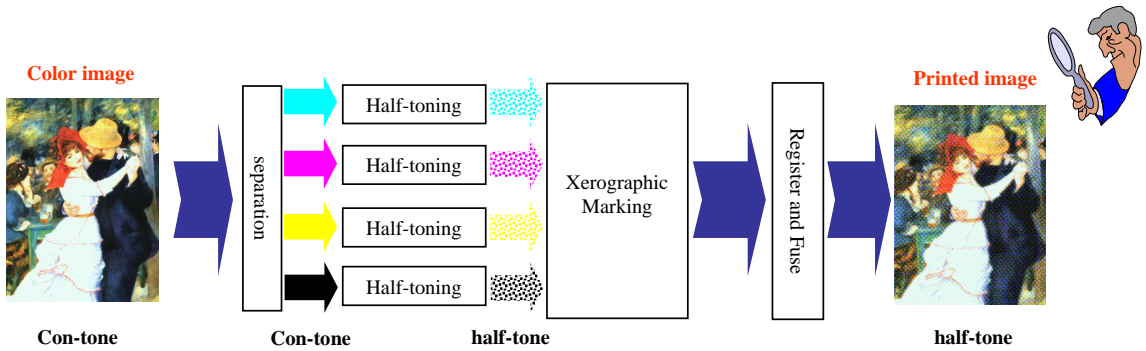 Color image
Printed image
separation
Half-toning
Half-toning
Half-toning
Half-toning
Xerographic
Marking
Register and Fuse
Con-tone
Con-tone
half-tone
half-tone